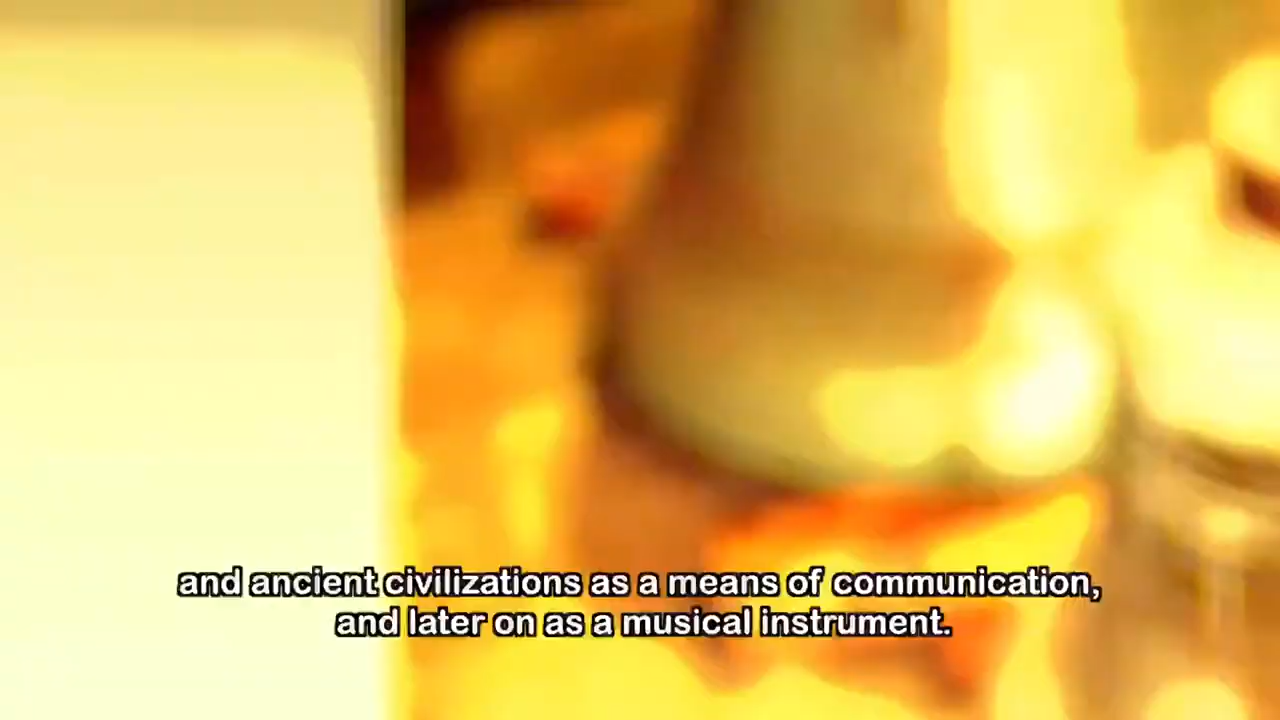 and ancient civilizations as a means of communication,
and later on as a musical instrument.